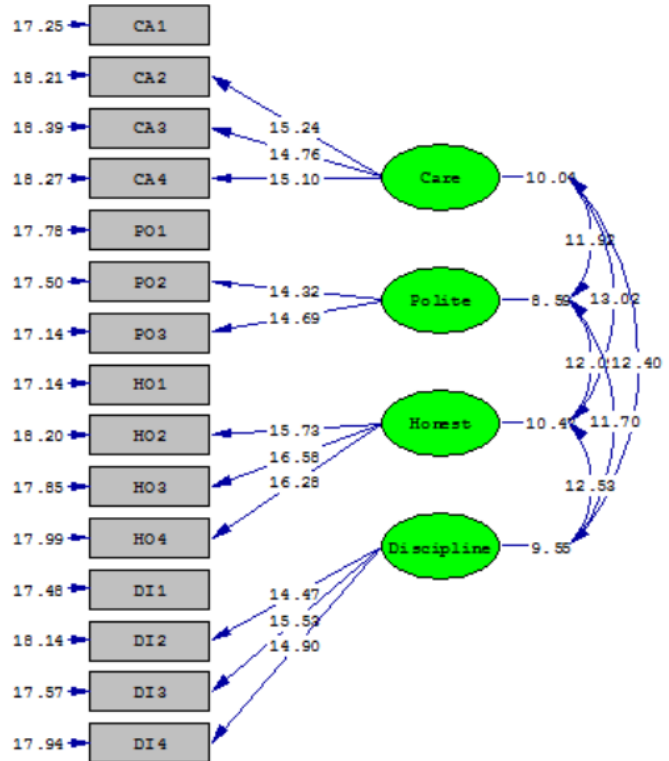 17.25 CA1
18.21 CA2
18.39 CA3
15.24
14.76
18.27 CA4 15.10 Care 10.04
17.78 PO1
11.92
17.50 PO2
14.32 Polite 8.59 13.02
17.14 PO3
14.69
12.40
17.14 HO1
18.20 HO2 15.73 Honest 11.70
16.58
17.85 HO3 16.28
12.53
17.99 HO4
Discipline 9.55
17.48 DI1
14.47
18.14 DI2 15.53
14.90
17.57 DI3
17.94 DI4